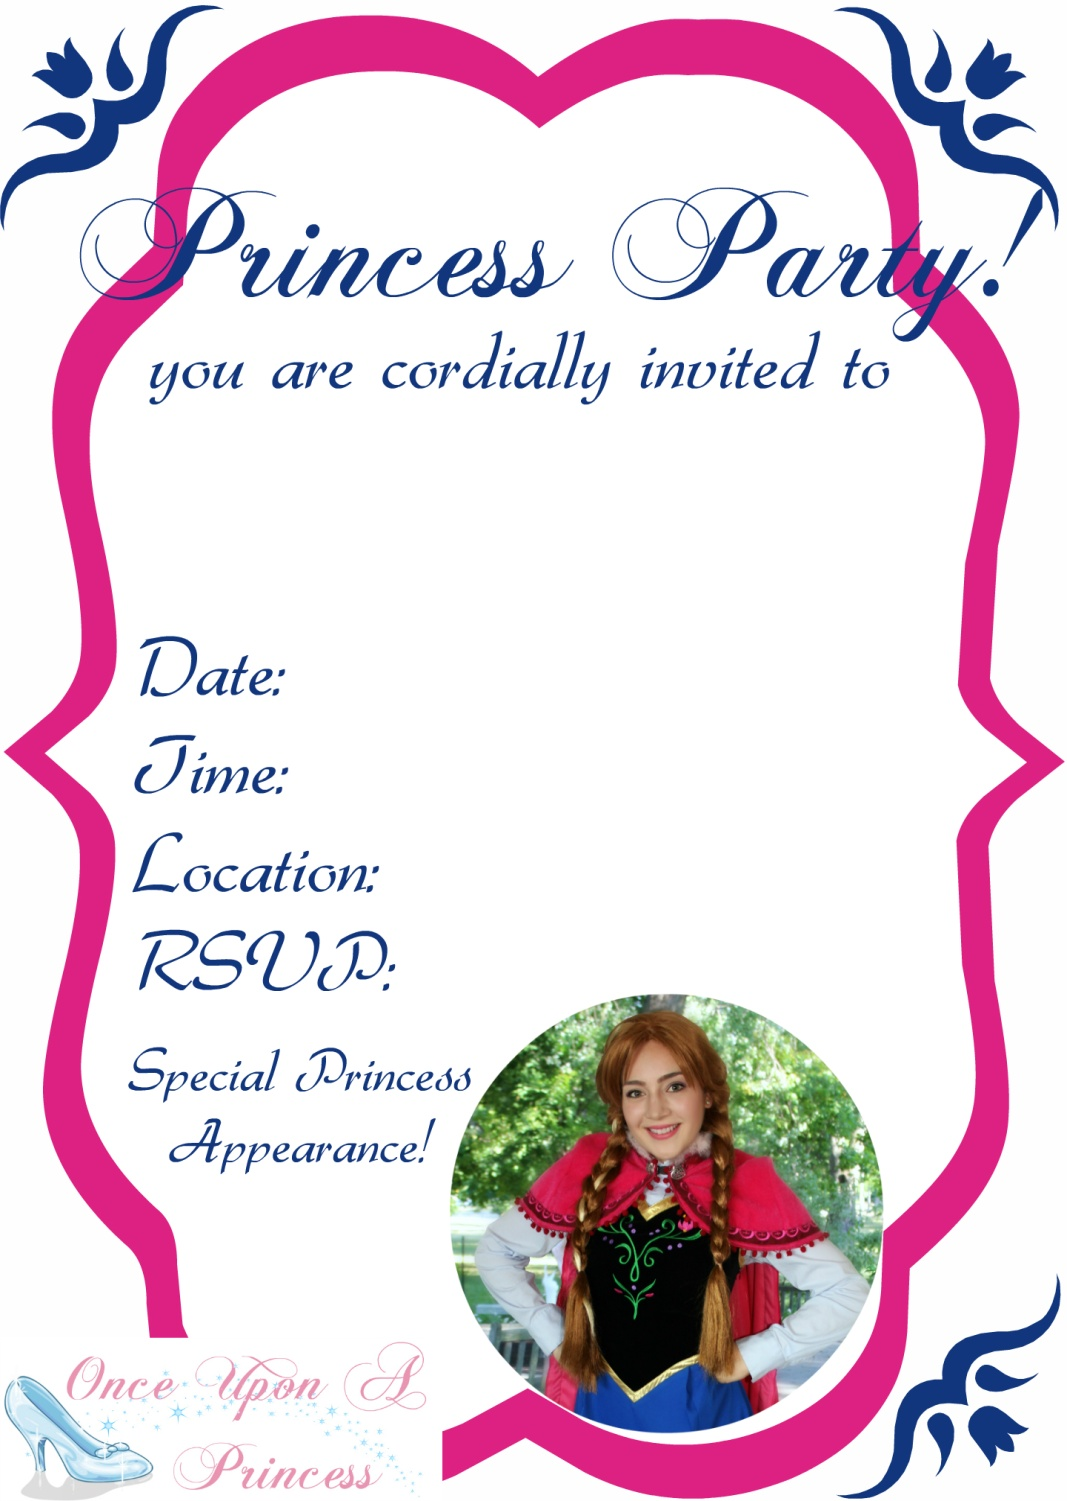 Princess Party!
you are cordially invited to
Date:
Time:
Location:
RSVP:
Special Princess
Appearance!
Once Upon A
Princess